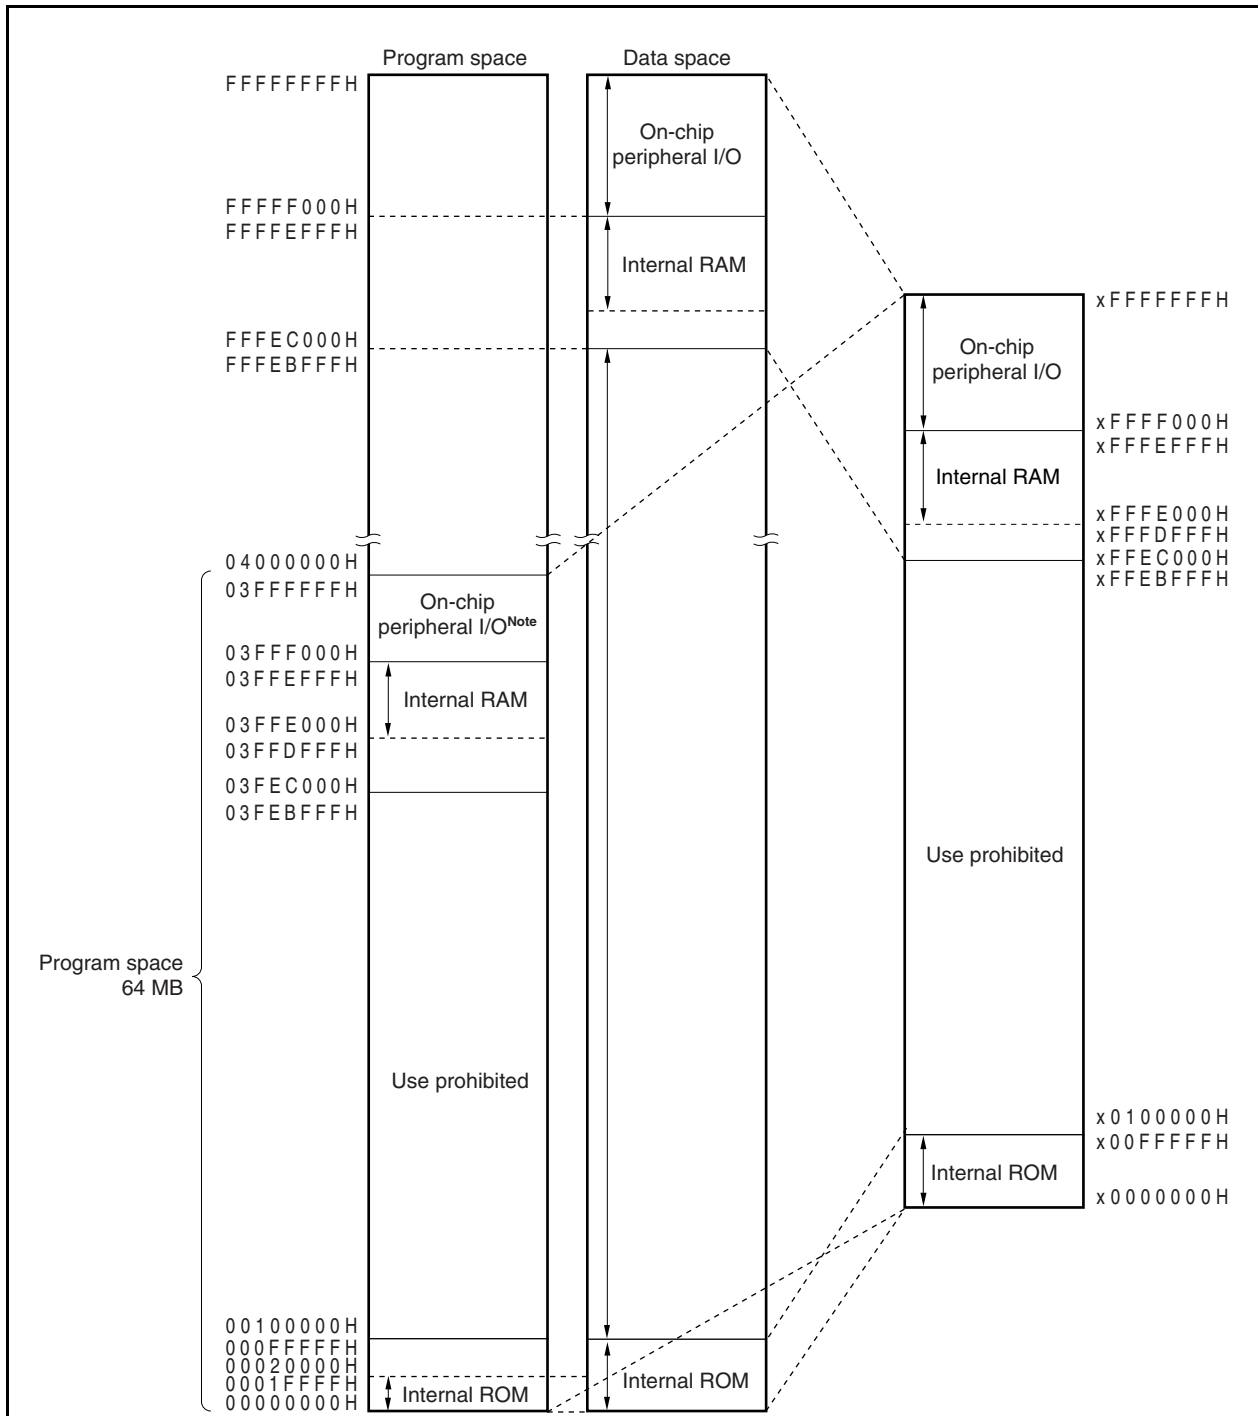 Program space
Data space
FFFFFFFFH
On-chip
peripheral I/O
FFFFF000H
FFFFEFFFH
Internal RAM
xFFFFFFFH
FFFEC000H
FFFEBFFFH
On-chip
peripheral I/O
xFFFF000H
xFFFEFFFH
Internal RAM
xFFFE000H
xFFFDFFFH
xFFEC000H
xFFEBFFFH
04000000H
03FFFFFFH
On-chip
peripheral I/ONote
03FFF000H
03FFEFFFH
Internal RAM
03FFE000H
03FFDFFFH
03FEC000H
03FEBFFFH
Use prohibited
Program space
64 MB
Use prohibited
x0100000H
x00FFFFFH
Internal ROM
x0000000H
00100000H
000FFFFFH
00020000H
0001FFFFH
00000000H
Internal ROM
Internal ROM